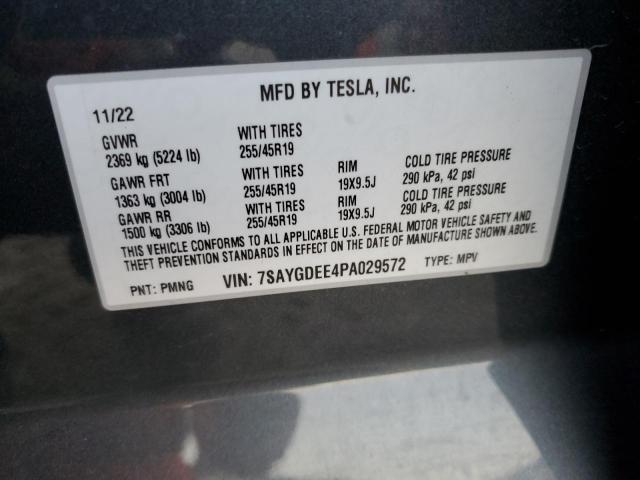 MFD BY TESLA, INC.
11/22
GVWR WITH TIRES
2369 kg (5224 lb) 255/45R19
GAWR FRT WITH TIRES RIM COLD TIRE PRESSURE
1363 kg (3004 lb) 255/45R19 19X9.5J 290 kPa, 42 psi
GAWR RR WITH TIRES RIM COLD TIRE PRESSURE
1500 kg (3306 lb) 255/45R19 19X9.5J 290 kPa, 42 psi
THIS VEHICLE CONFORMS TO ALL APPLICABLE U.S. FEDERAL MOTOR VEHICLE SAFETY AND
THEFT PREVENTION STANDARDS IN EFFECT ON THE DATE OF MANUFACTURE SHOWN ABOVE.
PNT: PMNG VIN: 7SAYGDEE4PA029572 TYPE: MPV